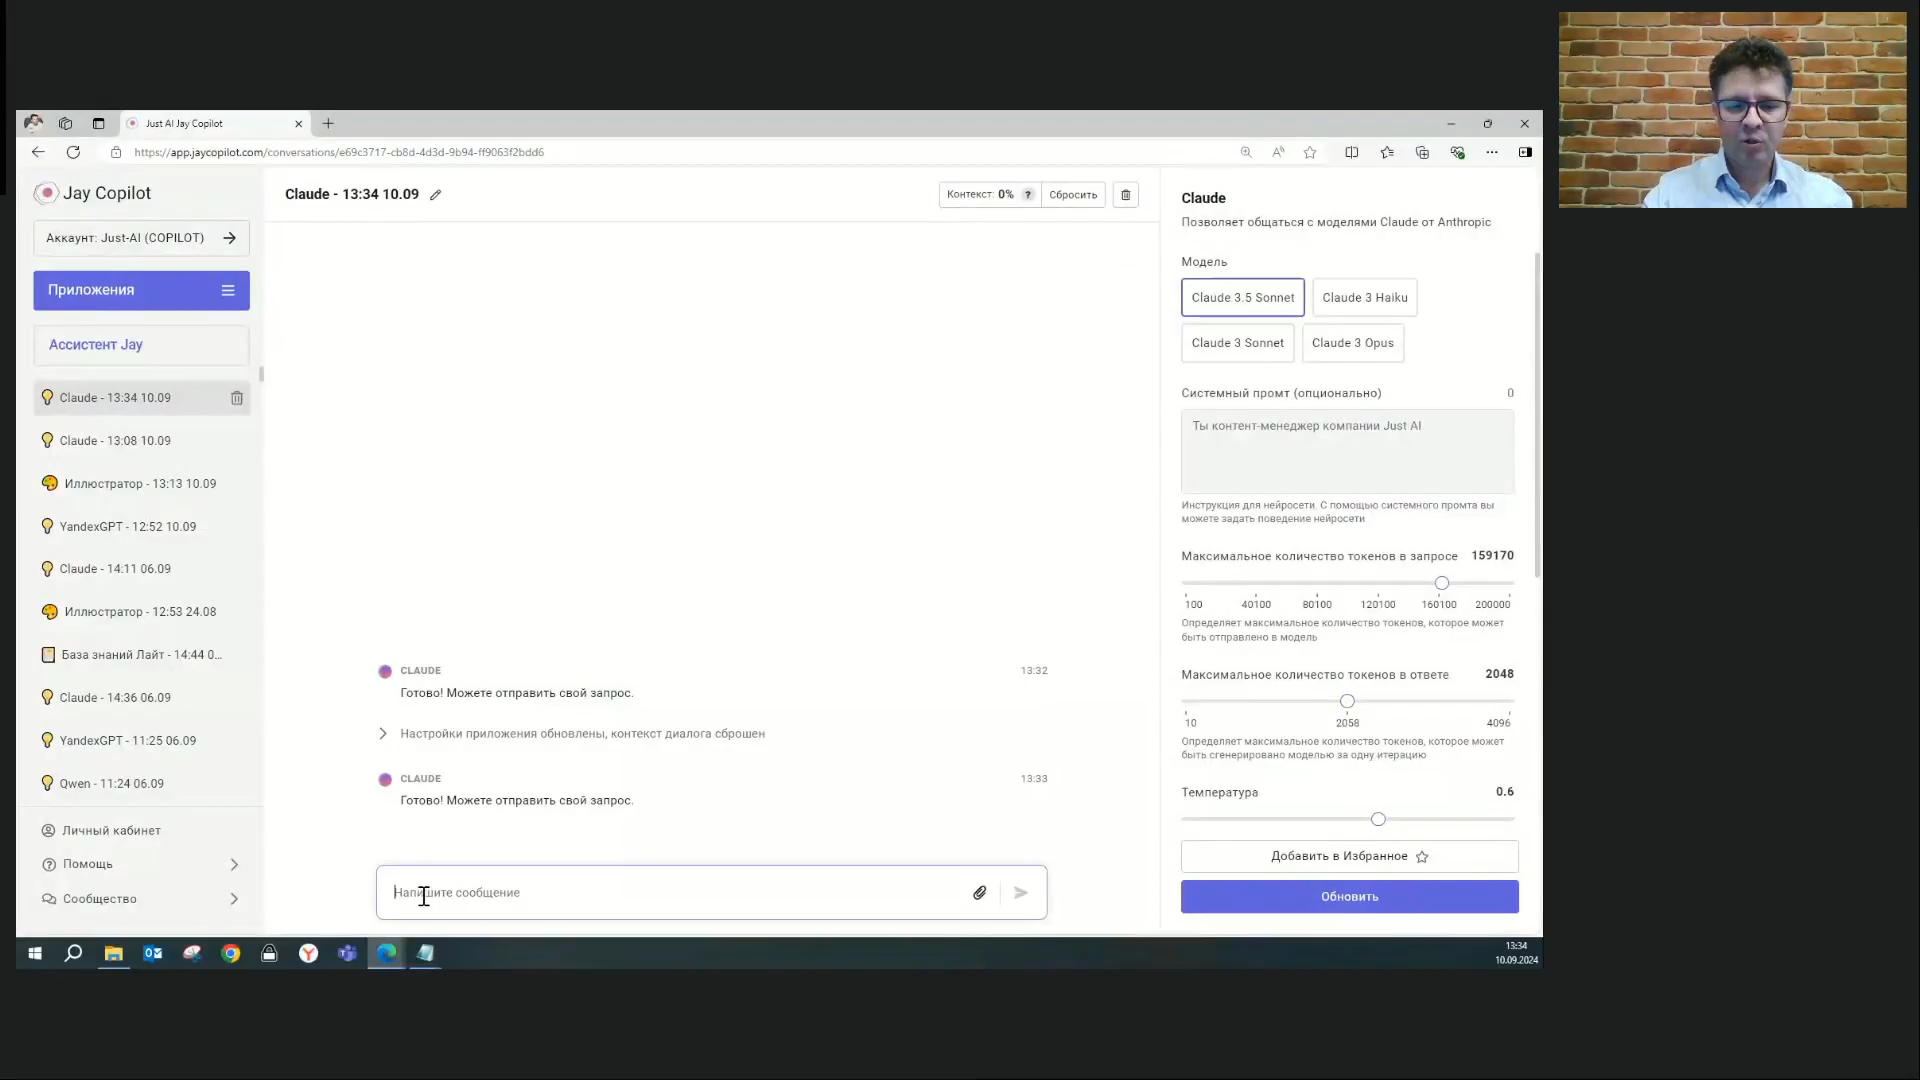 Just AI Jay Copilot
https://app.jaycopilot.com/conversations/e69c3717-cb8d-4d3d-9b94-ff9063f2bdd6
Jay Copilot
Аккаунт: Just-AI (COPILOT)
Приложения
Ассистент Jay
Claude - 13:34 10.09
Claude - 13:08 10.09
Иллюстратор - 13:13 10.09
YandexGPT - 12:52 10.09
Claude - 14:11 06.09
Иллюстратор - 12:53 24.08
База знаний Лайт - 14:44 0...
Claude - 14:36 06.09
YandexGPT - 11:25 06.09
Qwen - 11:24 06.09
Личный кабинет
Помощь
Сообщество
Claude - 13:34 10.09
Контекст: 0% ? Сбросить
CLAUDE 13:32
Готово! Можете отправить свой запрос.
Настройки приложения обновлены, контекст диалога сброшен
CLAUDE 13:33
Готово! Можете отправить свой запрос.
Напишите сообщение
Claude
Позволяет общаться с моделями Claude от Anthropic
Модель
Claude 3.5 Sonnet Claude 3 Haiku
Claude 3 Sonnet Claude 3 Opus
Системный промт (опционально) 0
Ты контент-менеджер компании Just AI
Инструкция для нейросети. С помощью системного промта вы
можете задать поведение нейросети
Максимальное количество токенов в запросе 159170
100 40100 80100 120100 160100 200000
Определяет максимальное количество токенов, которое может
быть отправлено в модель
Максимальное количество токенов в ответе 2048
10 2058 4096
Определяет максимальное количество токенов, которое может
быть сгенерировано моделью за одну итерацию
Температура 0.6
Добавить в Избранное
Обновить
13:34
10.09.2024